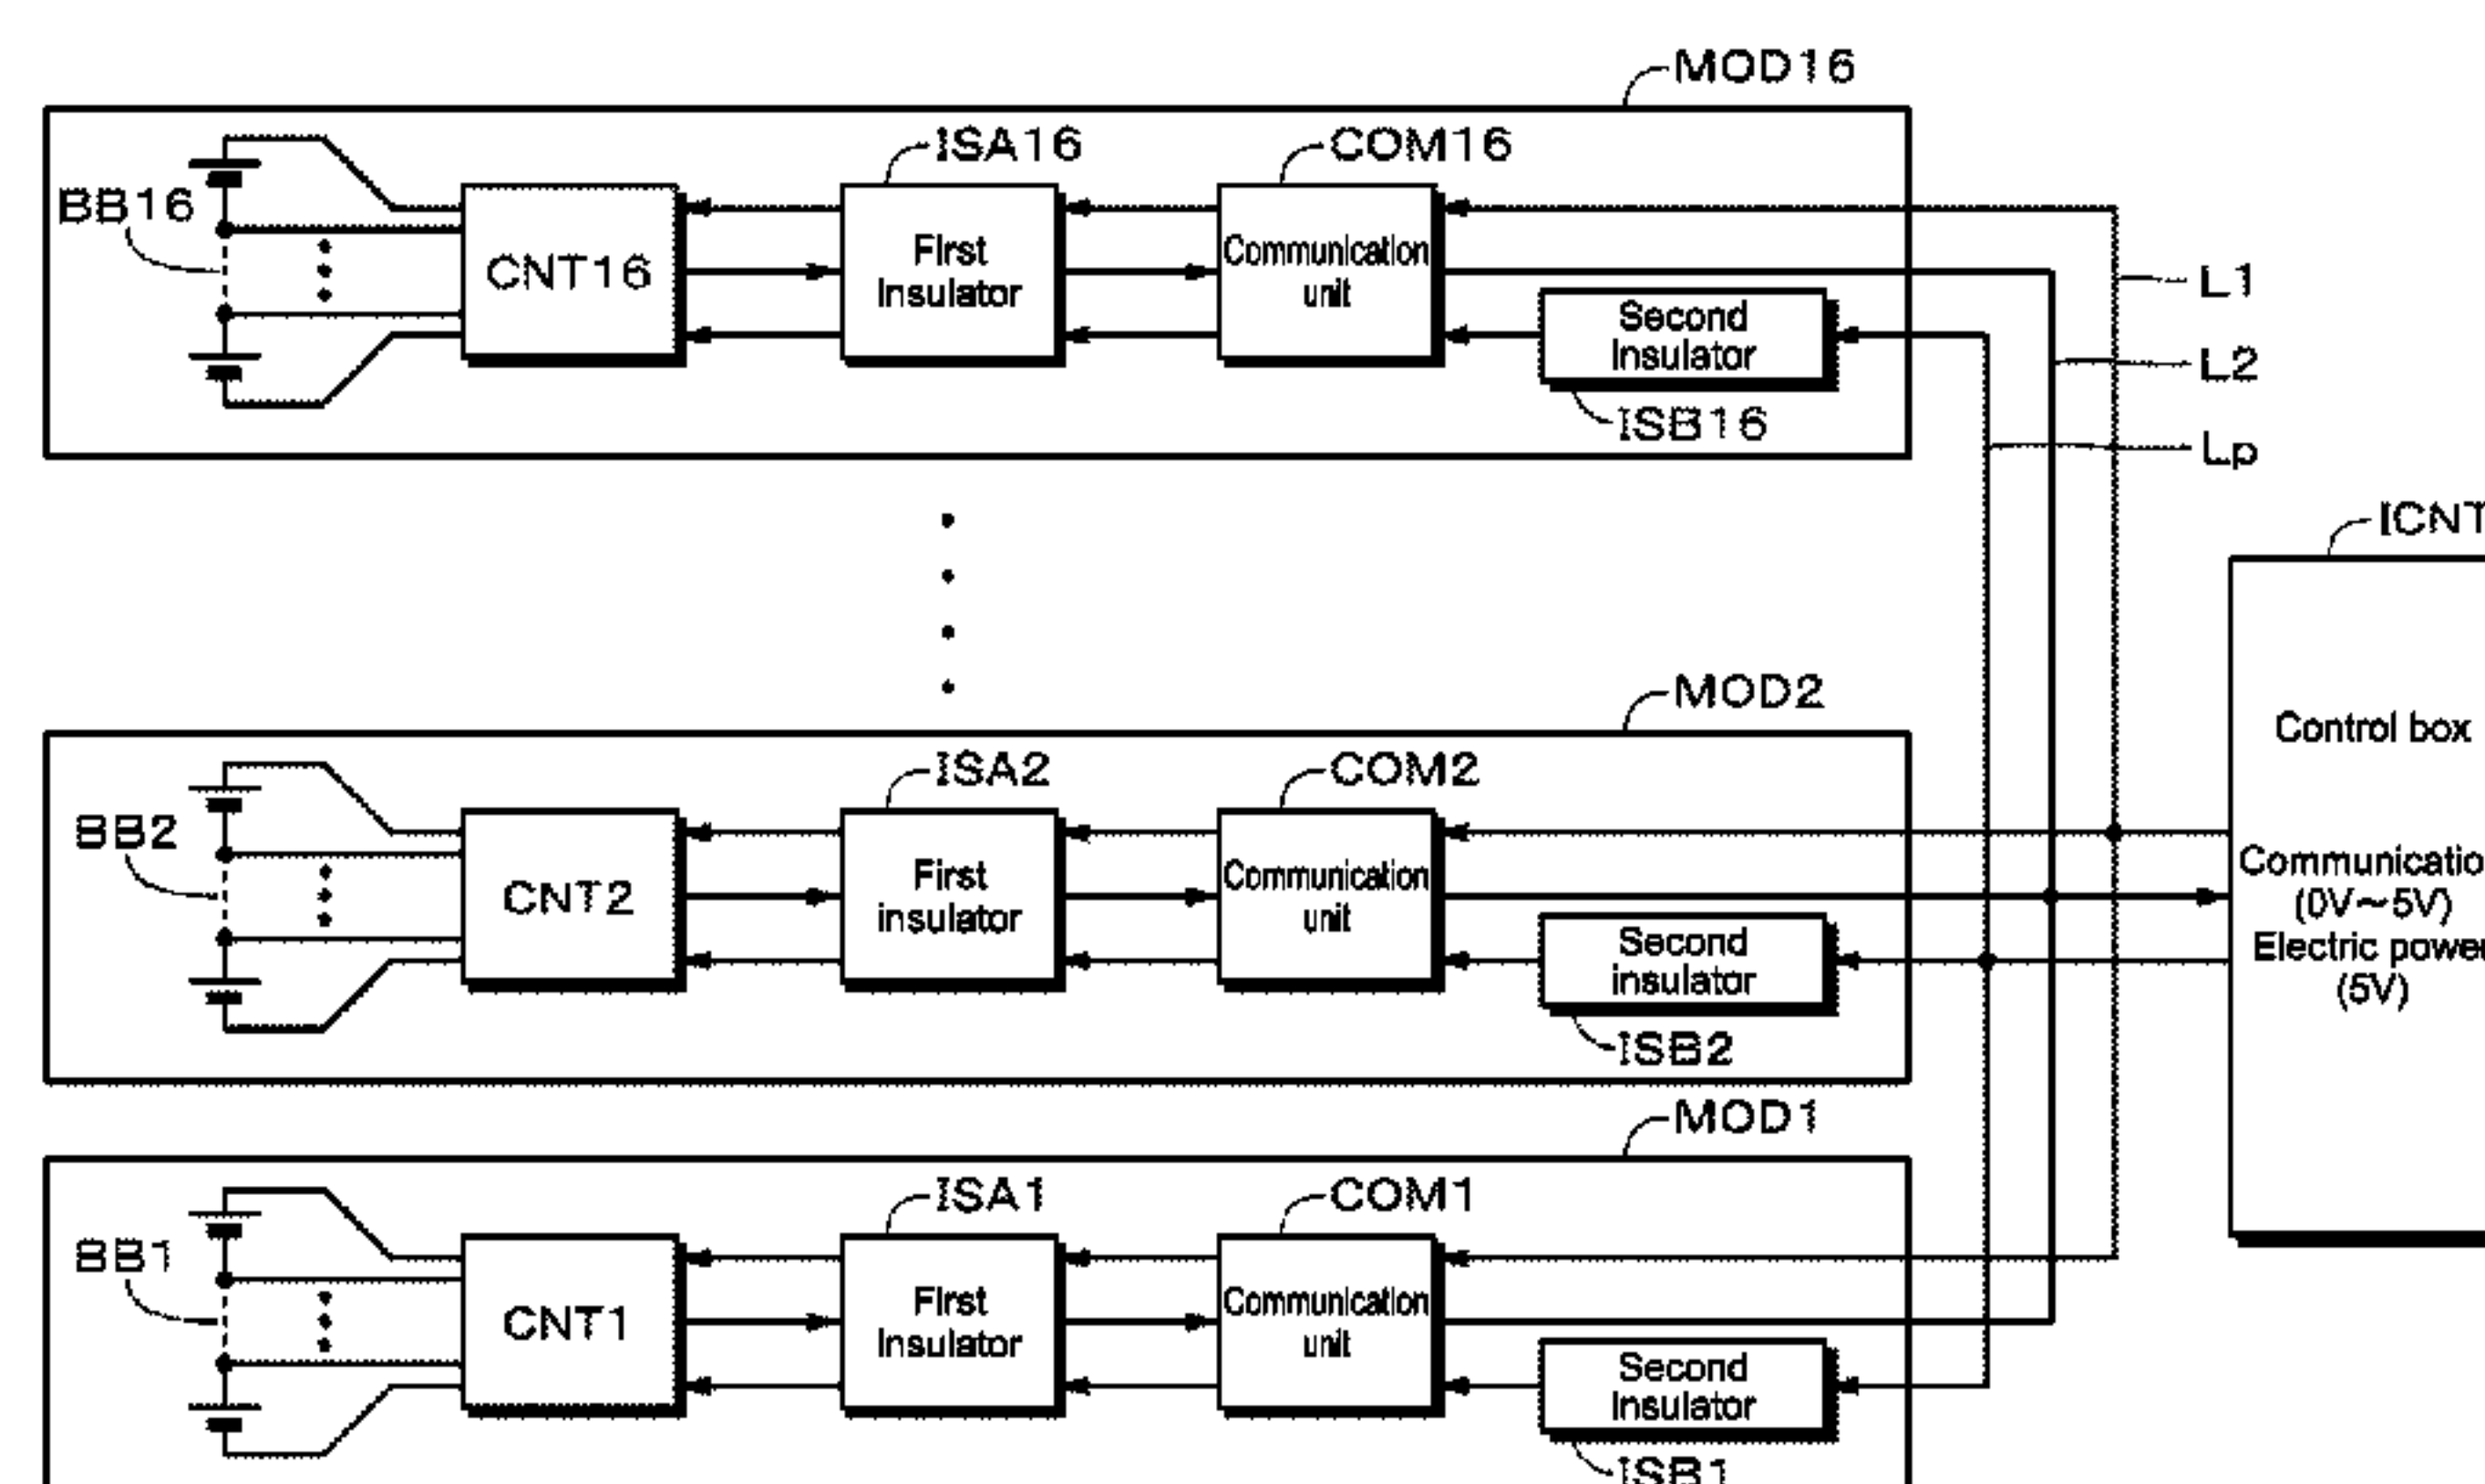 MOD16
ISA16
COM16
BB16
CNT16
First
Insulator
Communication
unit
Second
Insulator
ISB16
L1
L2
Lp
ICNT
MOD2
ISA2
COM2
BB2
CNT2
First
insulator
Communication
unit
Second
insulator
ISB2
Control box
Communicatio
(0V~5V)
Electric power
(5V)
MOD1
ISA1
COM1
BB1
CNT1
First
Insulator
Communication
unit
Second
Insulator
ISB1